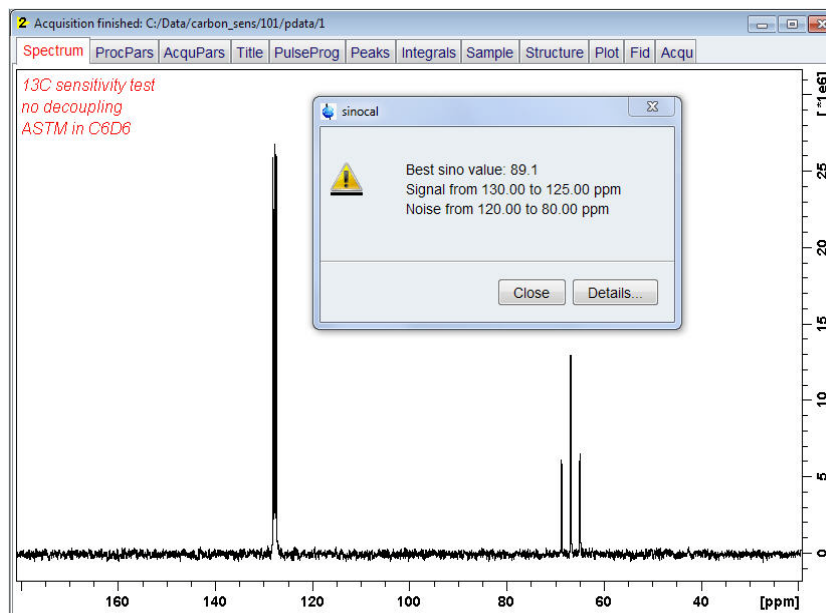 2 Acquisition finished: C:/Data/carbon_sens/101/pdata/1
Spectrum ProcPars AcquPars Title PulseProg Peaks Integrals Sample Structure Plot Fid Acqu
13C sensitivity test
no decoupling
ASTM in C6D6
sinocal
Best sino value: 89.1
Signal from 130.00 to 125.00 ppm
Noise from 120.00 to 80.00 ppm
Close Details...
[ *1e6]
25
20
15
10
5
0
160 140 120 100 80 60 40 [ppm]